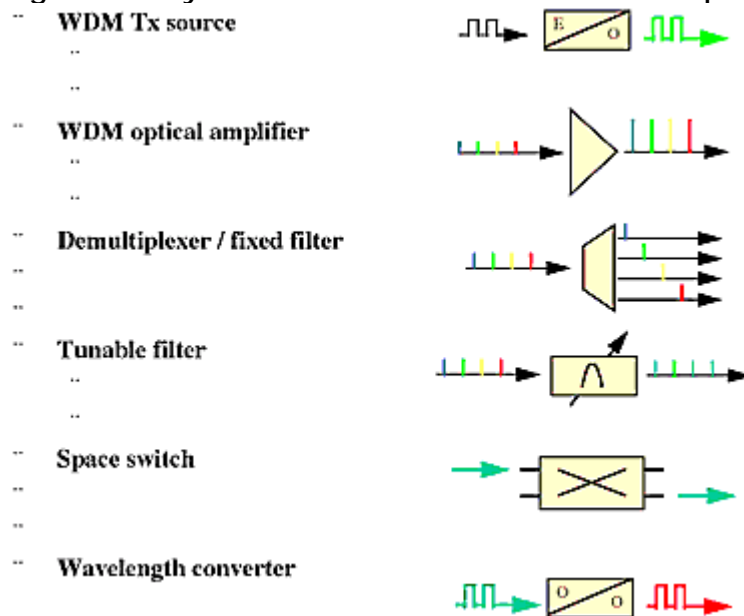 WDM Tx source
E
O
WDM optical amplifier
Demultiplexer / fixed filter
Tunable filter
Space switch
Wavelength converter
O
O